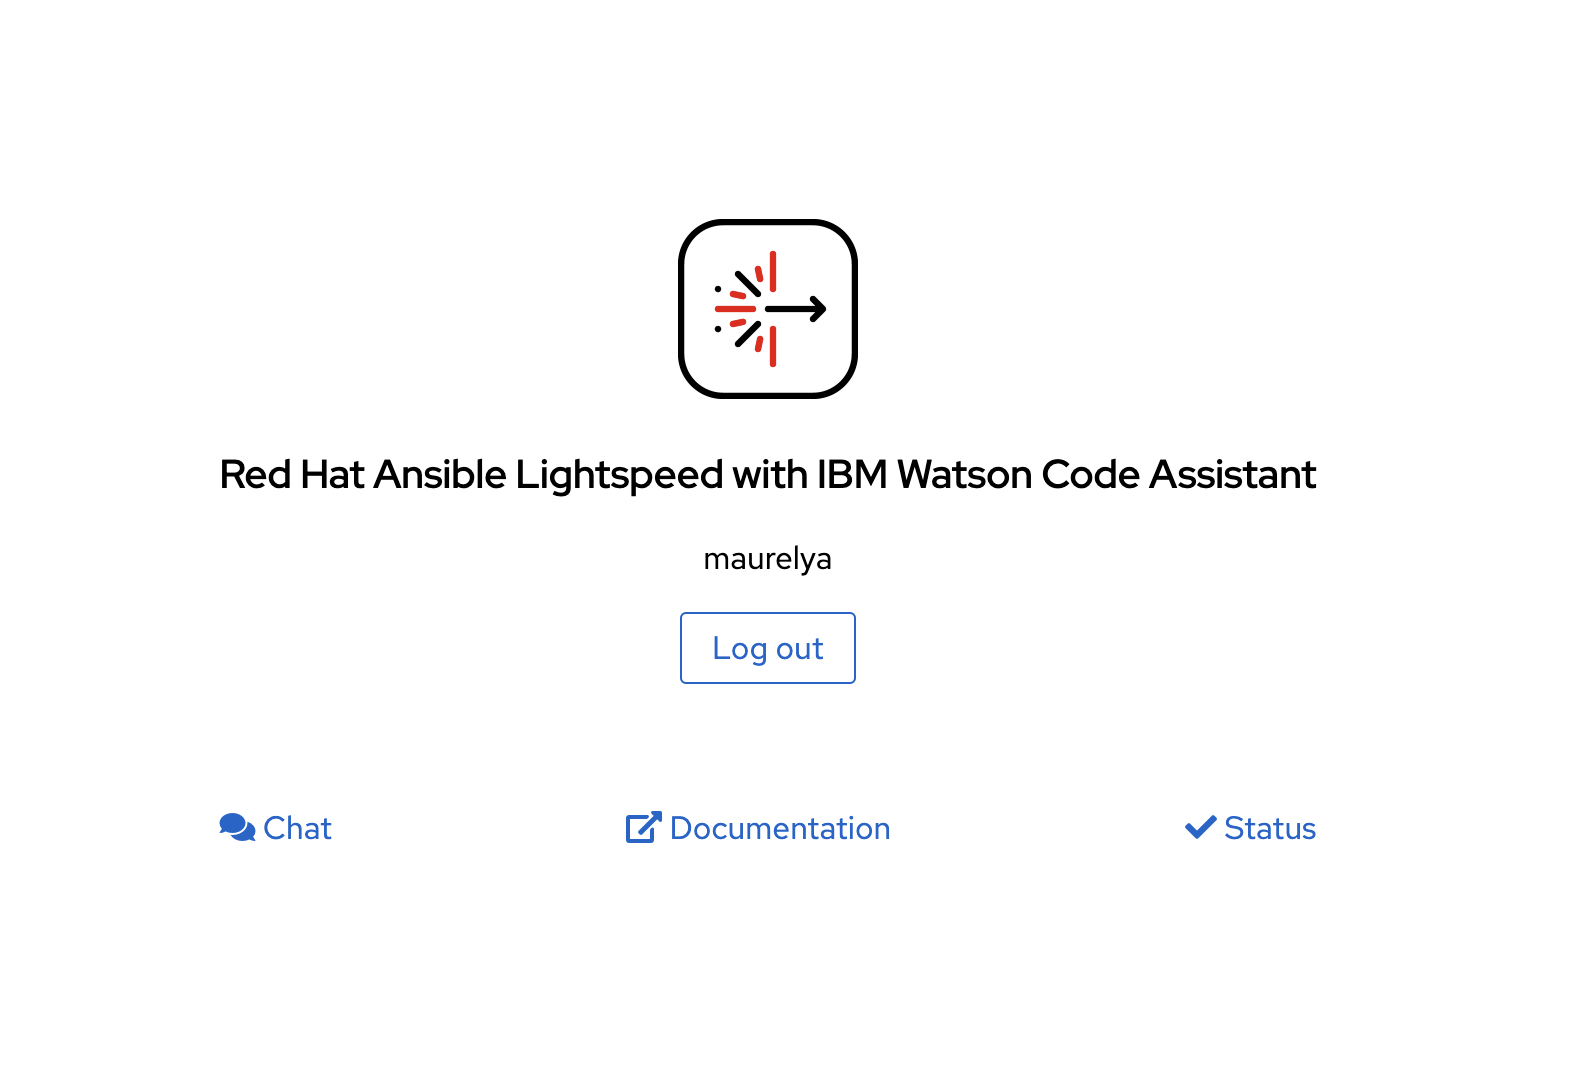 Red Hat Ansible Lightspeed with IBM Watson Code Assistant
maurelya
Log out
Chat
Documentation
Status